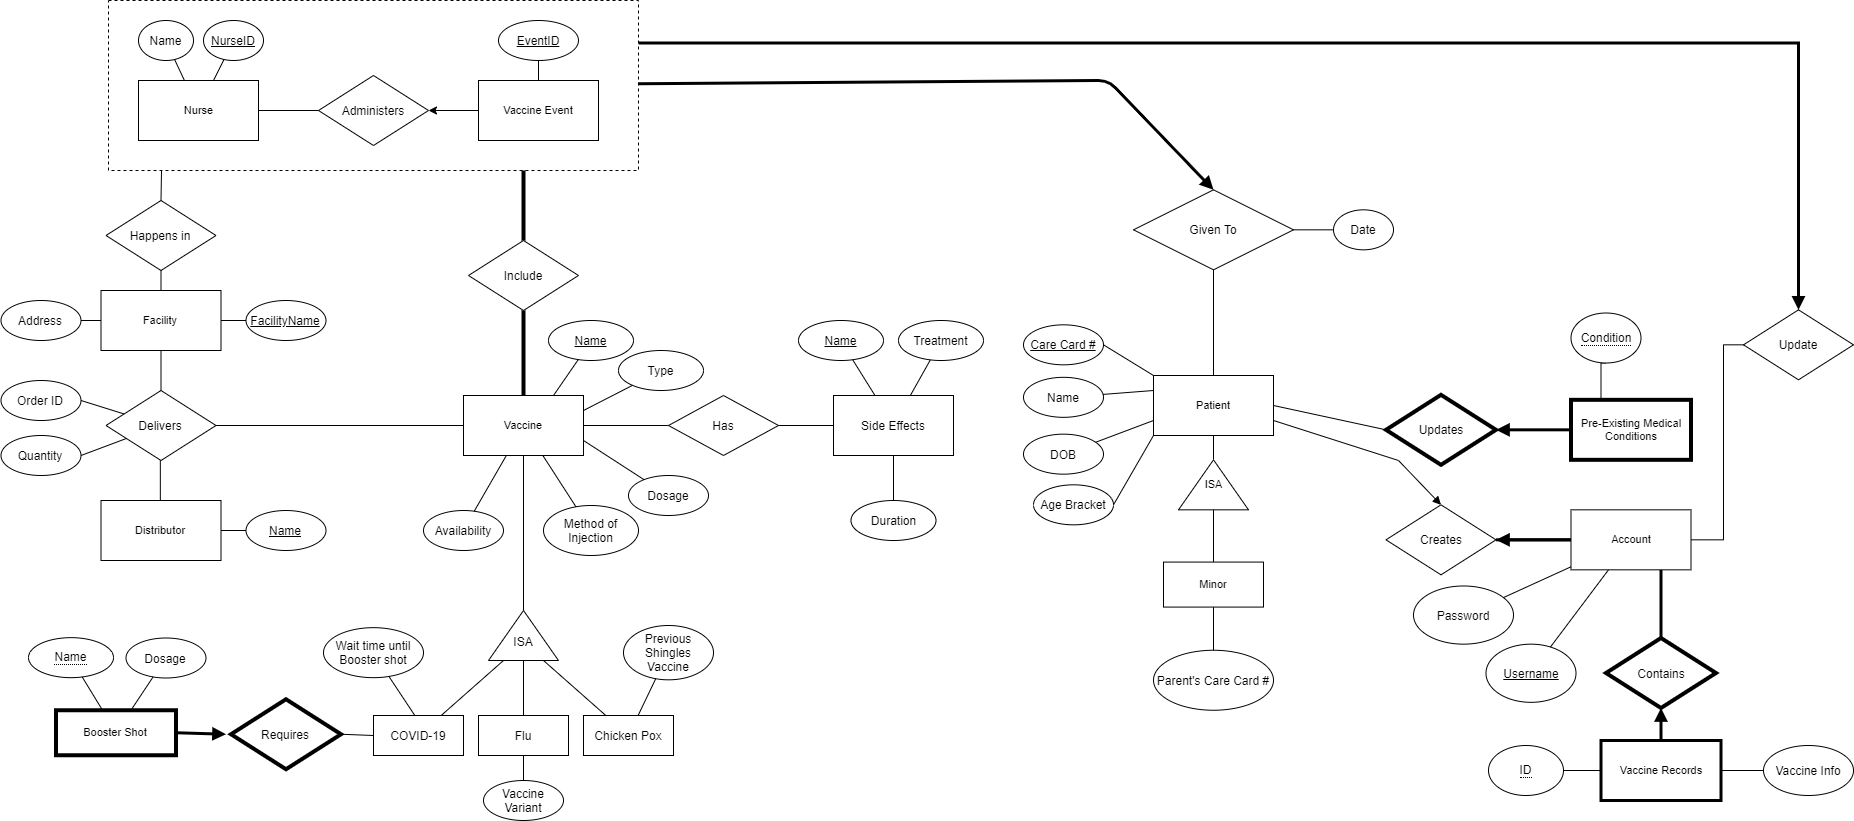 Name
NurseID
EventID
Nurse
Administers
Vaccine Event
Happens in
Given To
Date
Include
Address
Facility
FacilityName
Name
Type
Name
Treatment
Care Card #
Condition
Update
Order ID
Delivers
Quantity
Vaccine
Has
Side Effects
Name
Patient
Updates
Pre-Existing Medical
Conditions
DOB
Age Bracket
ISA
Dosage
Duration
Distributor
Name
Availability
Method of
Injection
Creates
Account
Minor
Password
Username
Parent's Care Card #
Contains
Name
Dosage
Wait time until
Booster shot
ISA
Previous
Shingles
Vaccine
Booster Shot
Requires
COVID-19
Flu
Chicken Pox
Vaccine
Variant
ID
Vaccine Records
Vaccine Info